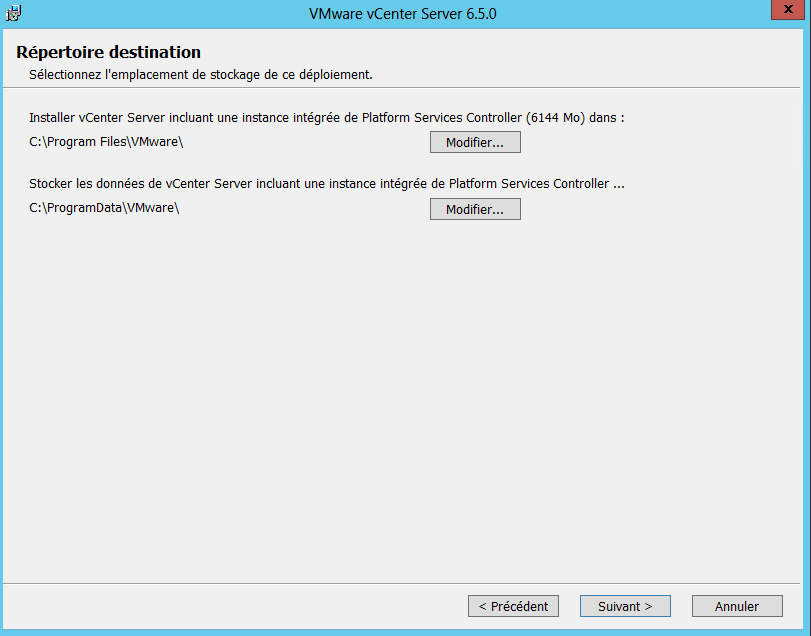 VMware vCenter Server 6.5.0
x
Répertoire destination
Sélectionnez l'emplacement de stockage de ce déploiement.
Installer vCenter Server incluant une instance intégrée de Platform Services Controller (6144 Mo) dans :
C:\Program Files\VMware\ Modifier...
Stocker les données de vCenter Server incluant une instance intégrée de Platform Services Controller ...
C:\ProgramData\VMware\ Modifier...
< Précédent Suivant > Annuler